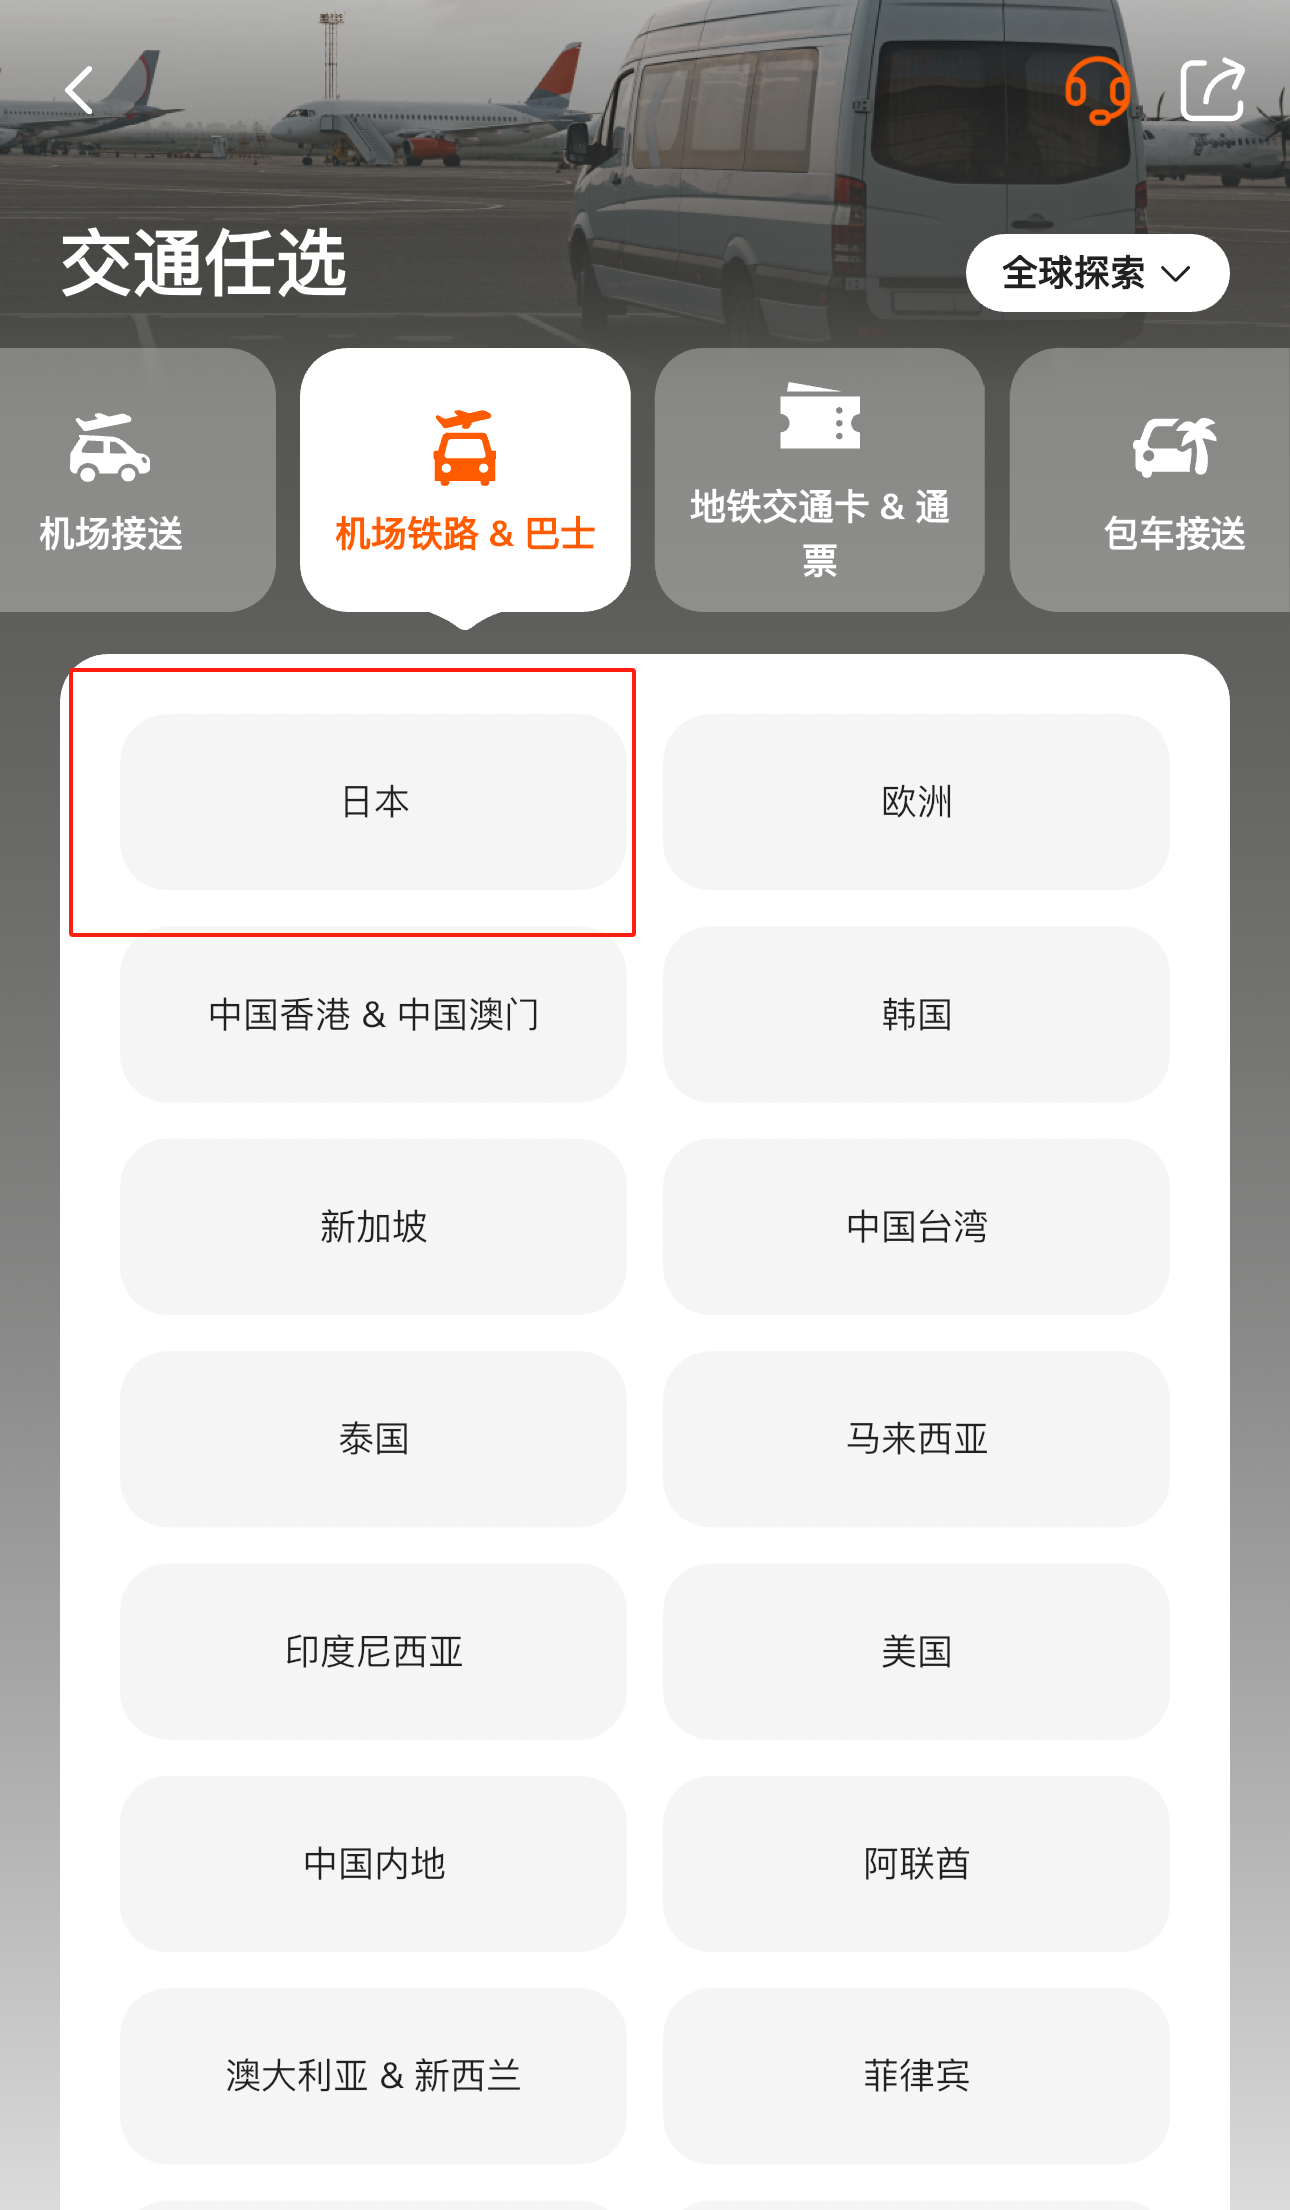 交通任选
全球探索
机场接送
机场铁路 & 巴士
地铁交通卡 & 通
票
包车接送
日本
欧洲
中国香港 & 中国澳门
韩国
新加坡
中国台湾
泰国
马来西亚
印度尼西亚
美国
中国内地
阿联酋
澳大利亚 & 新西兰
菲律宾